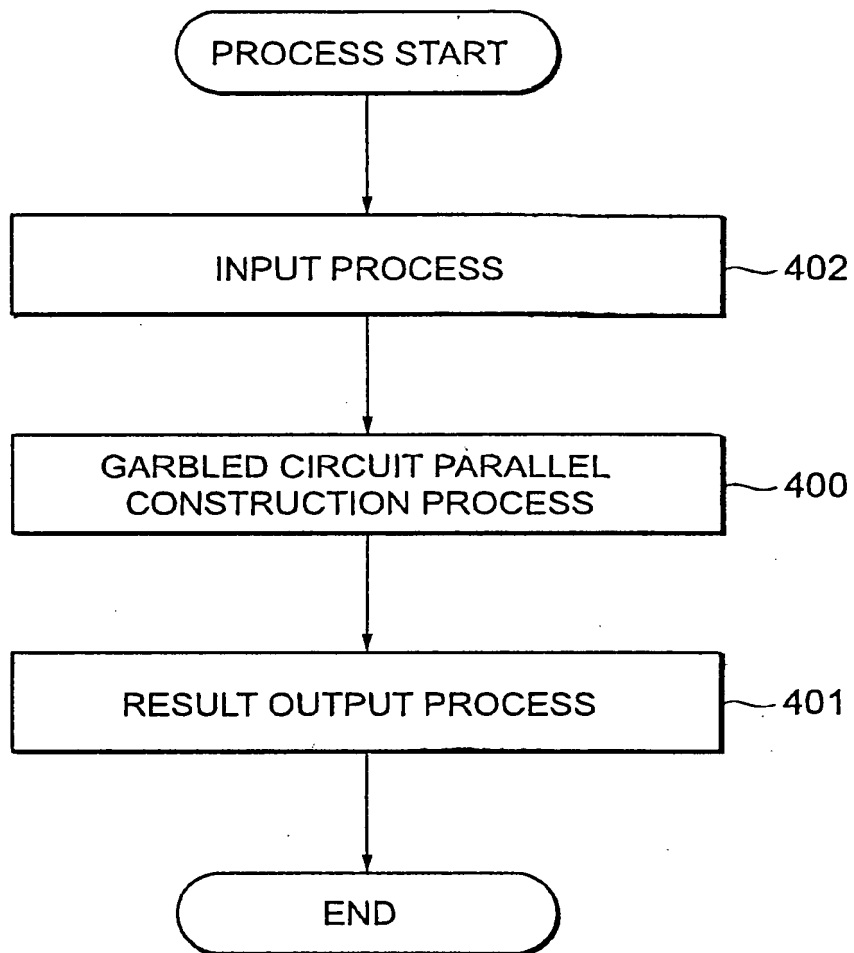 PROCESS START
INPUT PROCESS
402
GARBLED CIRCUIT PARALLEL
CONSTRUCTION PROCESS
400
RESULT OUTPUT PROCESS
401
END